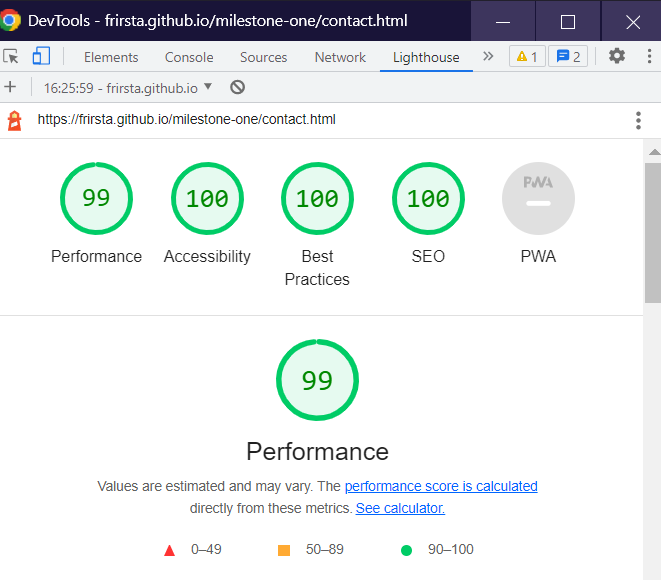 DevTools - frirsta.github.io/milestone-one/contact.html
Elements Console Sources Network Lighthouse » 1 2
16:25:59 - frirsta.github.io
https://frirsta.github.io/milestone-one/contact.html
99 100 100 100 PWA
Performance Accessibility Best Practices SEO PWA
99
Performance
Values are estimated and may vary. The performance score is calculated
directly from these metrics. See calculator.
0–49 50–89 90–100